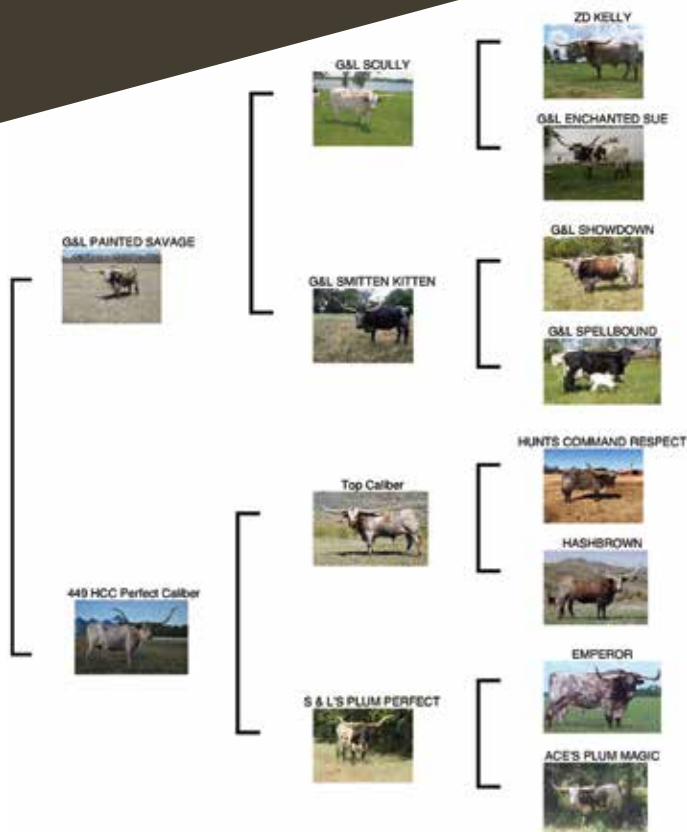 ZD KELLY
G&L SCULLY
G&L ENCHANTED SUE
G&L PAINTED SAVAGE
G&L SHOWDOWN
G&L SMITTEN KITTEN
G&L SPELLBOUND
HUNTS COMMAND RESPECT
Top Caliber
HASHBROWN
449 HCC Perfect Caliber
EMPEROR
S & L'S PLUM PERFECT
ACE'S PLUM MAGIC